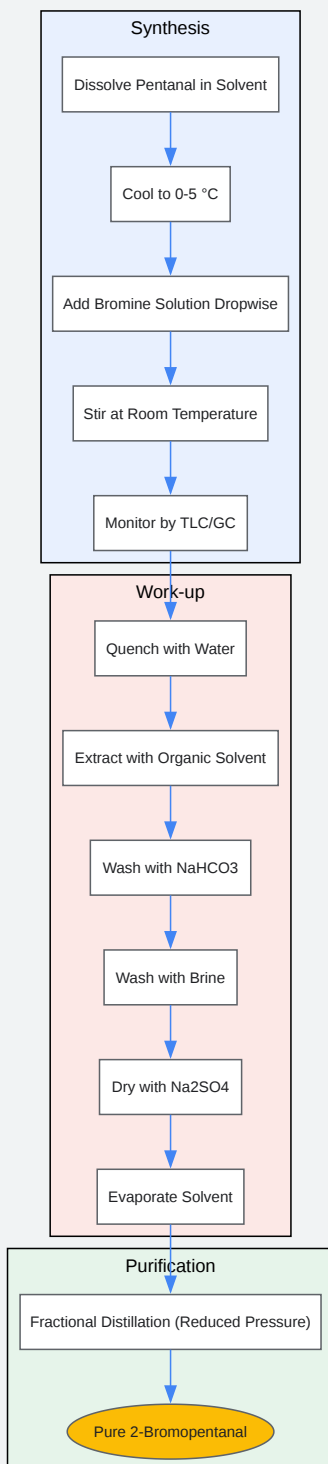 Synthesis
Dissolve Pentanal in Solvent
Cool to 0-5 °C
Add Bromine Solution Dropwise
Stir at Room Temperature
Monitor by TLC/GC
Work-up
Quench with Water
Extract with Organic Solvent
Wash with NaHCO3
Wash with Brine
Dry with Na2SO4
Evaporate Solvent
Purification
Fractional Distillation (Reduced Pressure)
Pure 2-Bromopentanal